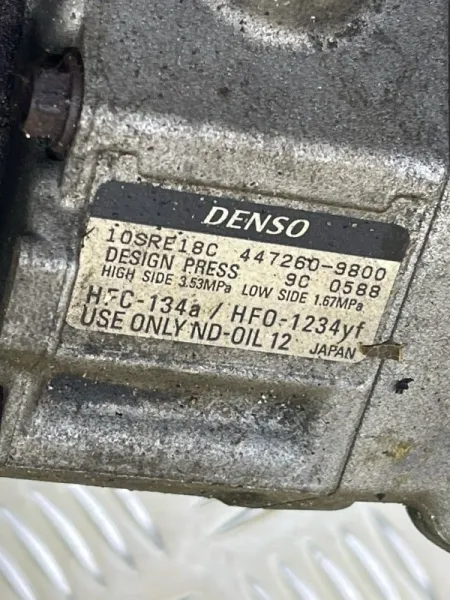 DENSO
10SRE18C 447260-9800
DESIGN PRESS 9C 0588
HIGH SIDE 3.53MPa LOW SIDE 1.67MPa
HFC-134a / HFO-1234yf
USE ONLY ND-OIL 12 JAPAN